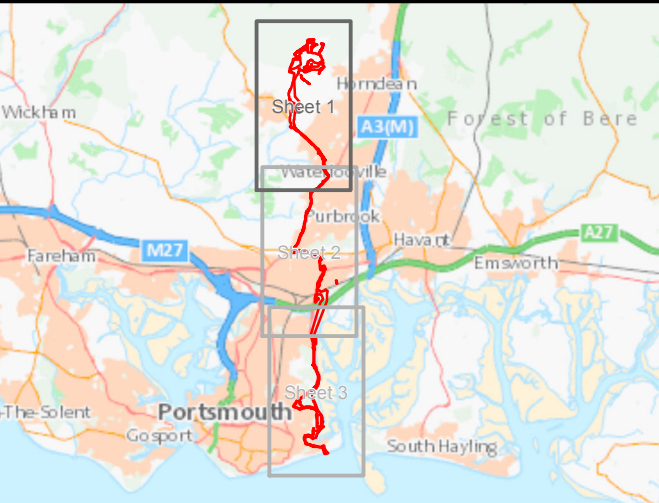 Horndean
Sheet 1
Wickham
Forest of Bere
A3(M)
Waterlooville
Purbrook
A27
Havant
M27
Sheet 2
Fareham
Emsworth
Sheet 3
-The-Solent
Portsmouth
Gosport
South Hayling